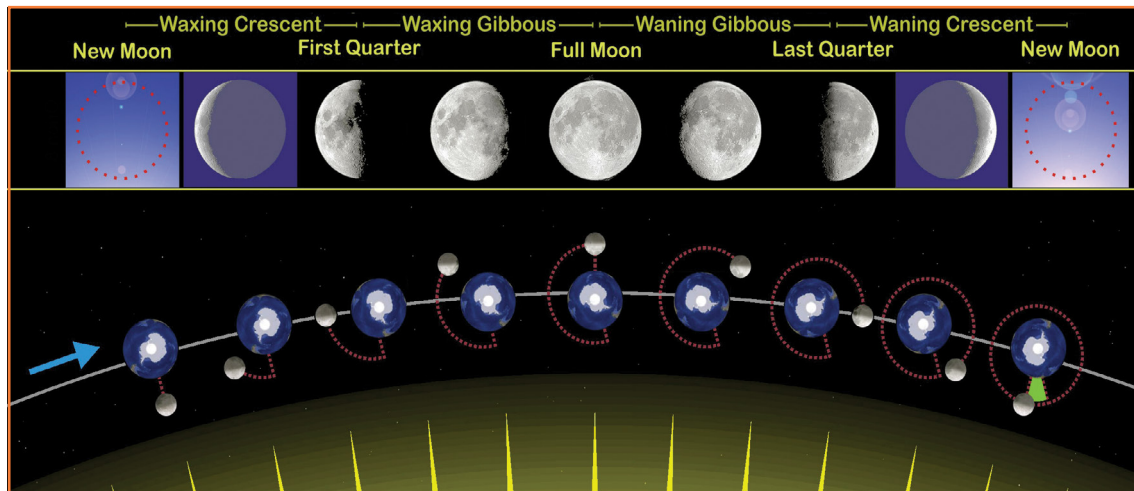 Waxing Crescent Waxing Gibbous Waning Gibbous Waning Crescent
New Moon First Quarter Full Moon Last Quarter New Moon